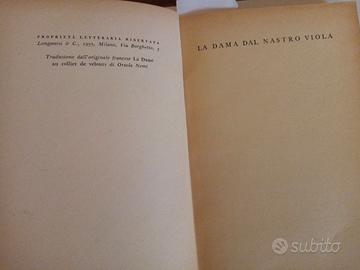 PROPRIETÀ LETTERARIA RISERVATA
Longanesi & C., 1977, Milano, Via Borghetto, 5
Traduzione dall'originale francese La Dame
au collier de velours di Orsola Nemi
LA DAMA DAL NASTRO VIOLA
subito